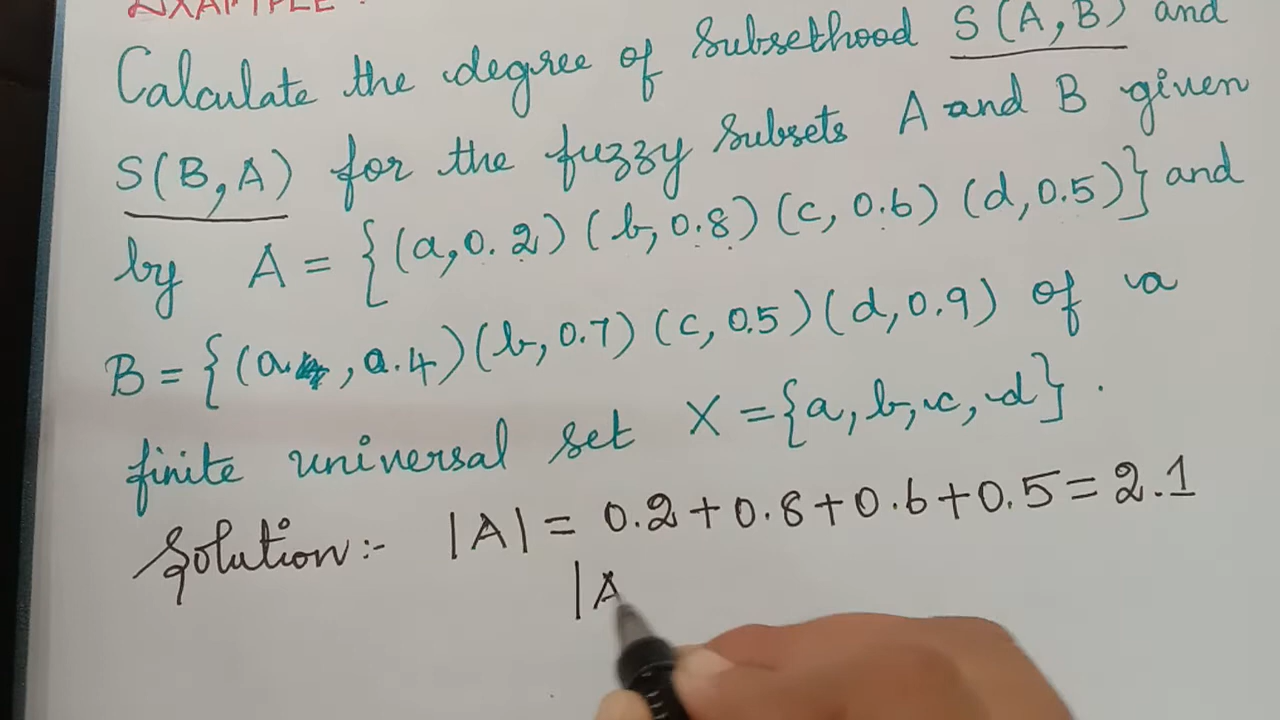 EXAMPLE :
Calculate the degree of Subsethood S(A,B) and
S(B,A) for the fuzzy subsets A and B given
by A = {(a,0.2) (b,0.8) (c,0.6) (d,0.5)} and
B = {(a , 0.4) (b,0.7) (c,0.5) (d,0.9) of a
finite universal set X = {a, b, c, d} .
Solution:- |A| = 0.2 + 0.8 + 0.6 + 0.5 = 2.1
|A